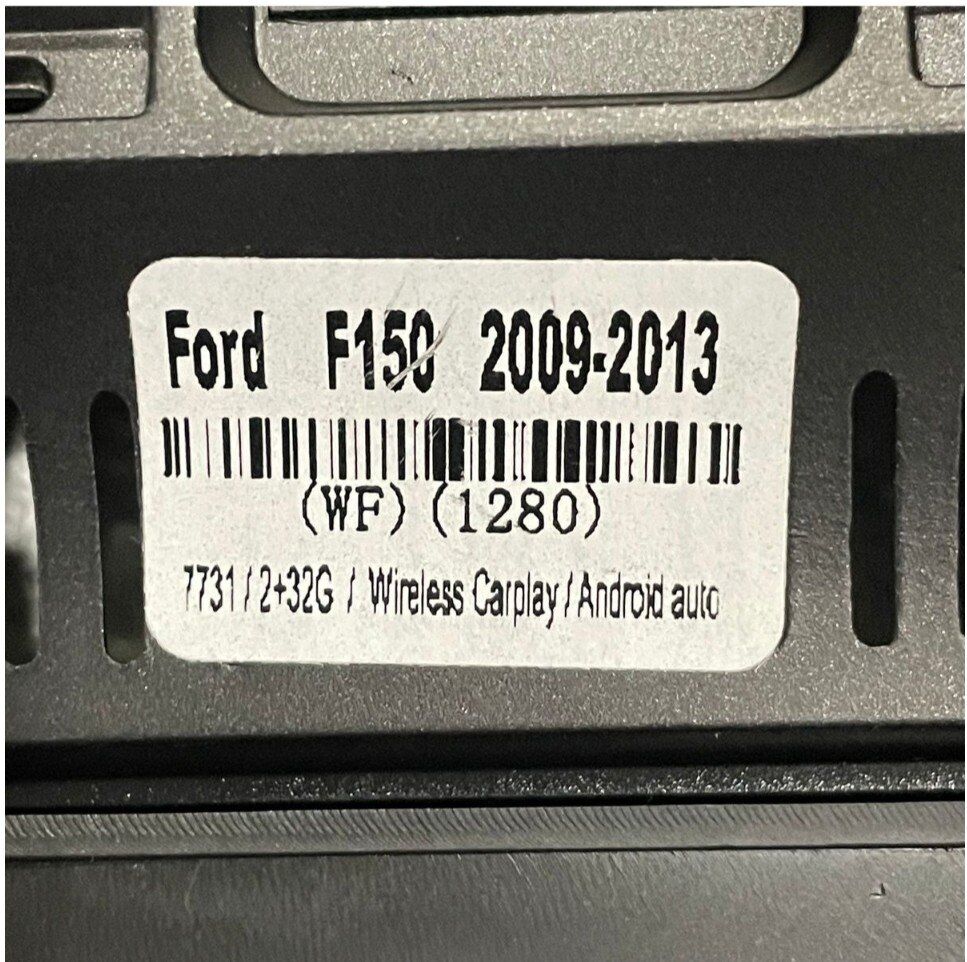 Ford F150 2009-2013
(WF) (1280)
7731 / 2+32G / Wireless Carplay / Android auto